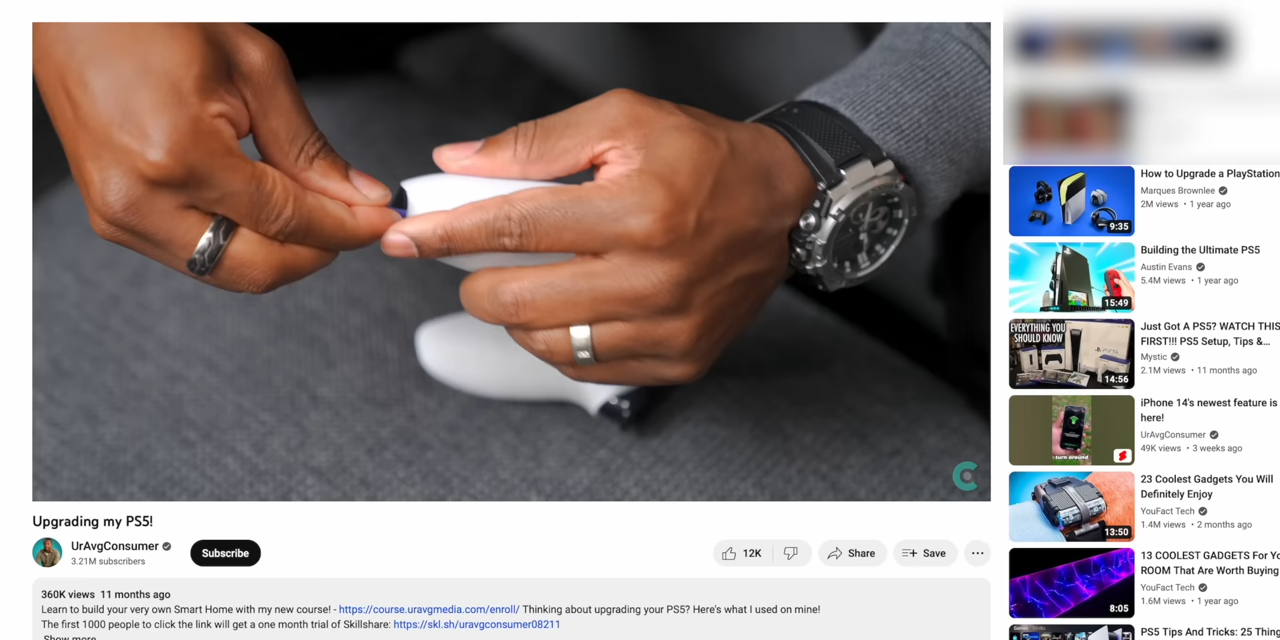 Upgrading my PS5!
UrAvgConsumer
3.21M subscribers
Subscribe
12K
Share
Save
360K views 11 months ago
Learn to build your very own Smart Home with my new course! - https://course.uravgmedia.com/enroll/ Thinking about upgrading your PS5? Here's what I used on mine!
The first 1000 people to click the link will get a one month trial of Skillshare: https://skl.sh/uravgconsumer08211
Show more
How to Upgrade a PlayStation
Marques Brownlee
2M views • 1 year ago
9:35
Building the Ultimate PS5
Austin Evans
5.4M views • 1 year ago
15:49
EVERYTHING YOU
SHOULD KNOW
14:56
Just Got A PS5? WATCH THIS
FIRST!!! PS5 Setup, Tips &...
Mystic
2.1M views • 11 months ago
turn around
iPhone 14's newest feature is
here!
UrAvgConsumer
49K views • 3 weeks ago
23 Coolest Gadgets You Will
Definitely Enjoy
YouFact Tech
1.4M views • 2 months ago
13:50
13 COOLEST GADGETS For
ROOM That Are Worth Buying
YouFact Tech
1.6M views • 1 year ago
8:05
PS5 Tips And Tricks: 25